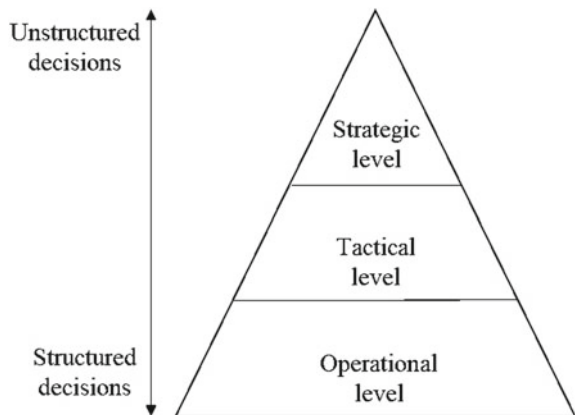 Unstructured
decisions
Strategic
level
Tactical
level
Structured
decisions
Operational
level